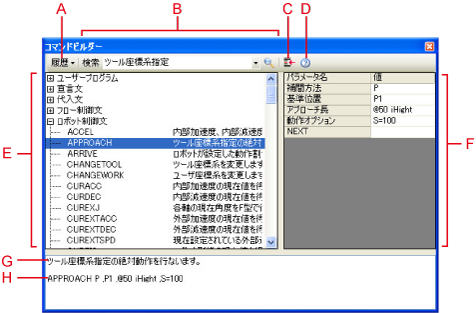 A
B
C
D
コマンドビルダー
履歴
検索
ツール座標系指定
E
F
ユーザープログラム
宣言文
代入文
フロー制御文
ロボット制御文
ACCEL 内部加速度、内部減速度
APPROACH ツール座標系指定の絶対
ARRIVE ロボットが設定した動作割
CHANGETOOL ツール座標系を変更します
CHANGEWORK ユーザ座標系を変更します
CURACC 内部加速度の現在値を得
CURDEC 内部減速度の現在値を得
CUREXJ 各軸の現在角度をF型で
CUREXTACC 外部加速度の現在値を得
CUREXTDEC 外部減速度の現在値を得
CUREXTSPD 現在設定されている外部
パラメータ名 値
補間方法 P
基準位置 P1
アプローチ長 @50 iHight
動作オプション S=100
NEXT
G
ツール座標系指定の絶対動作を行ないます。
H
APPROACH P ,P1 ,@50 iHight ,S=100